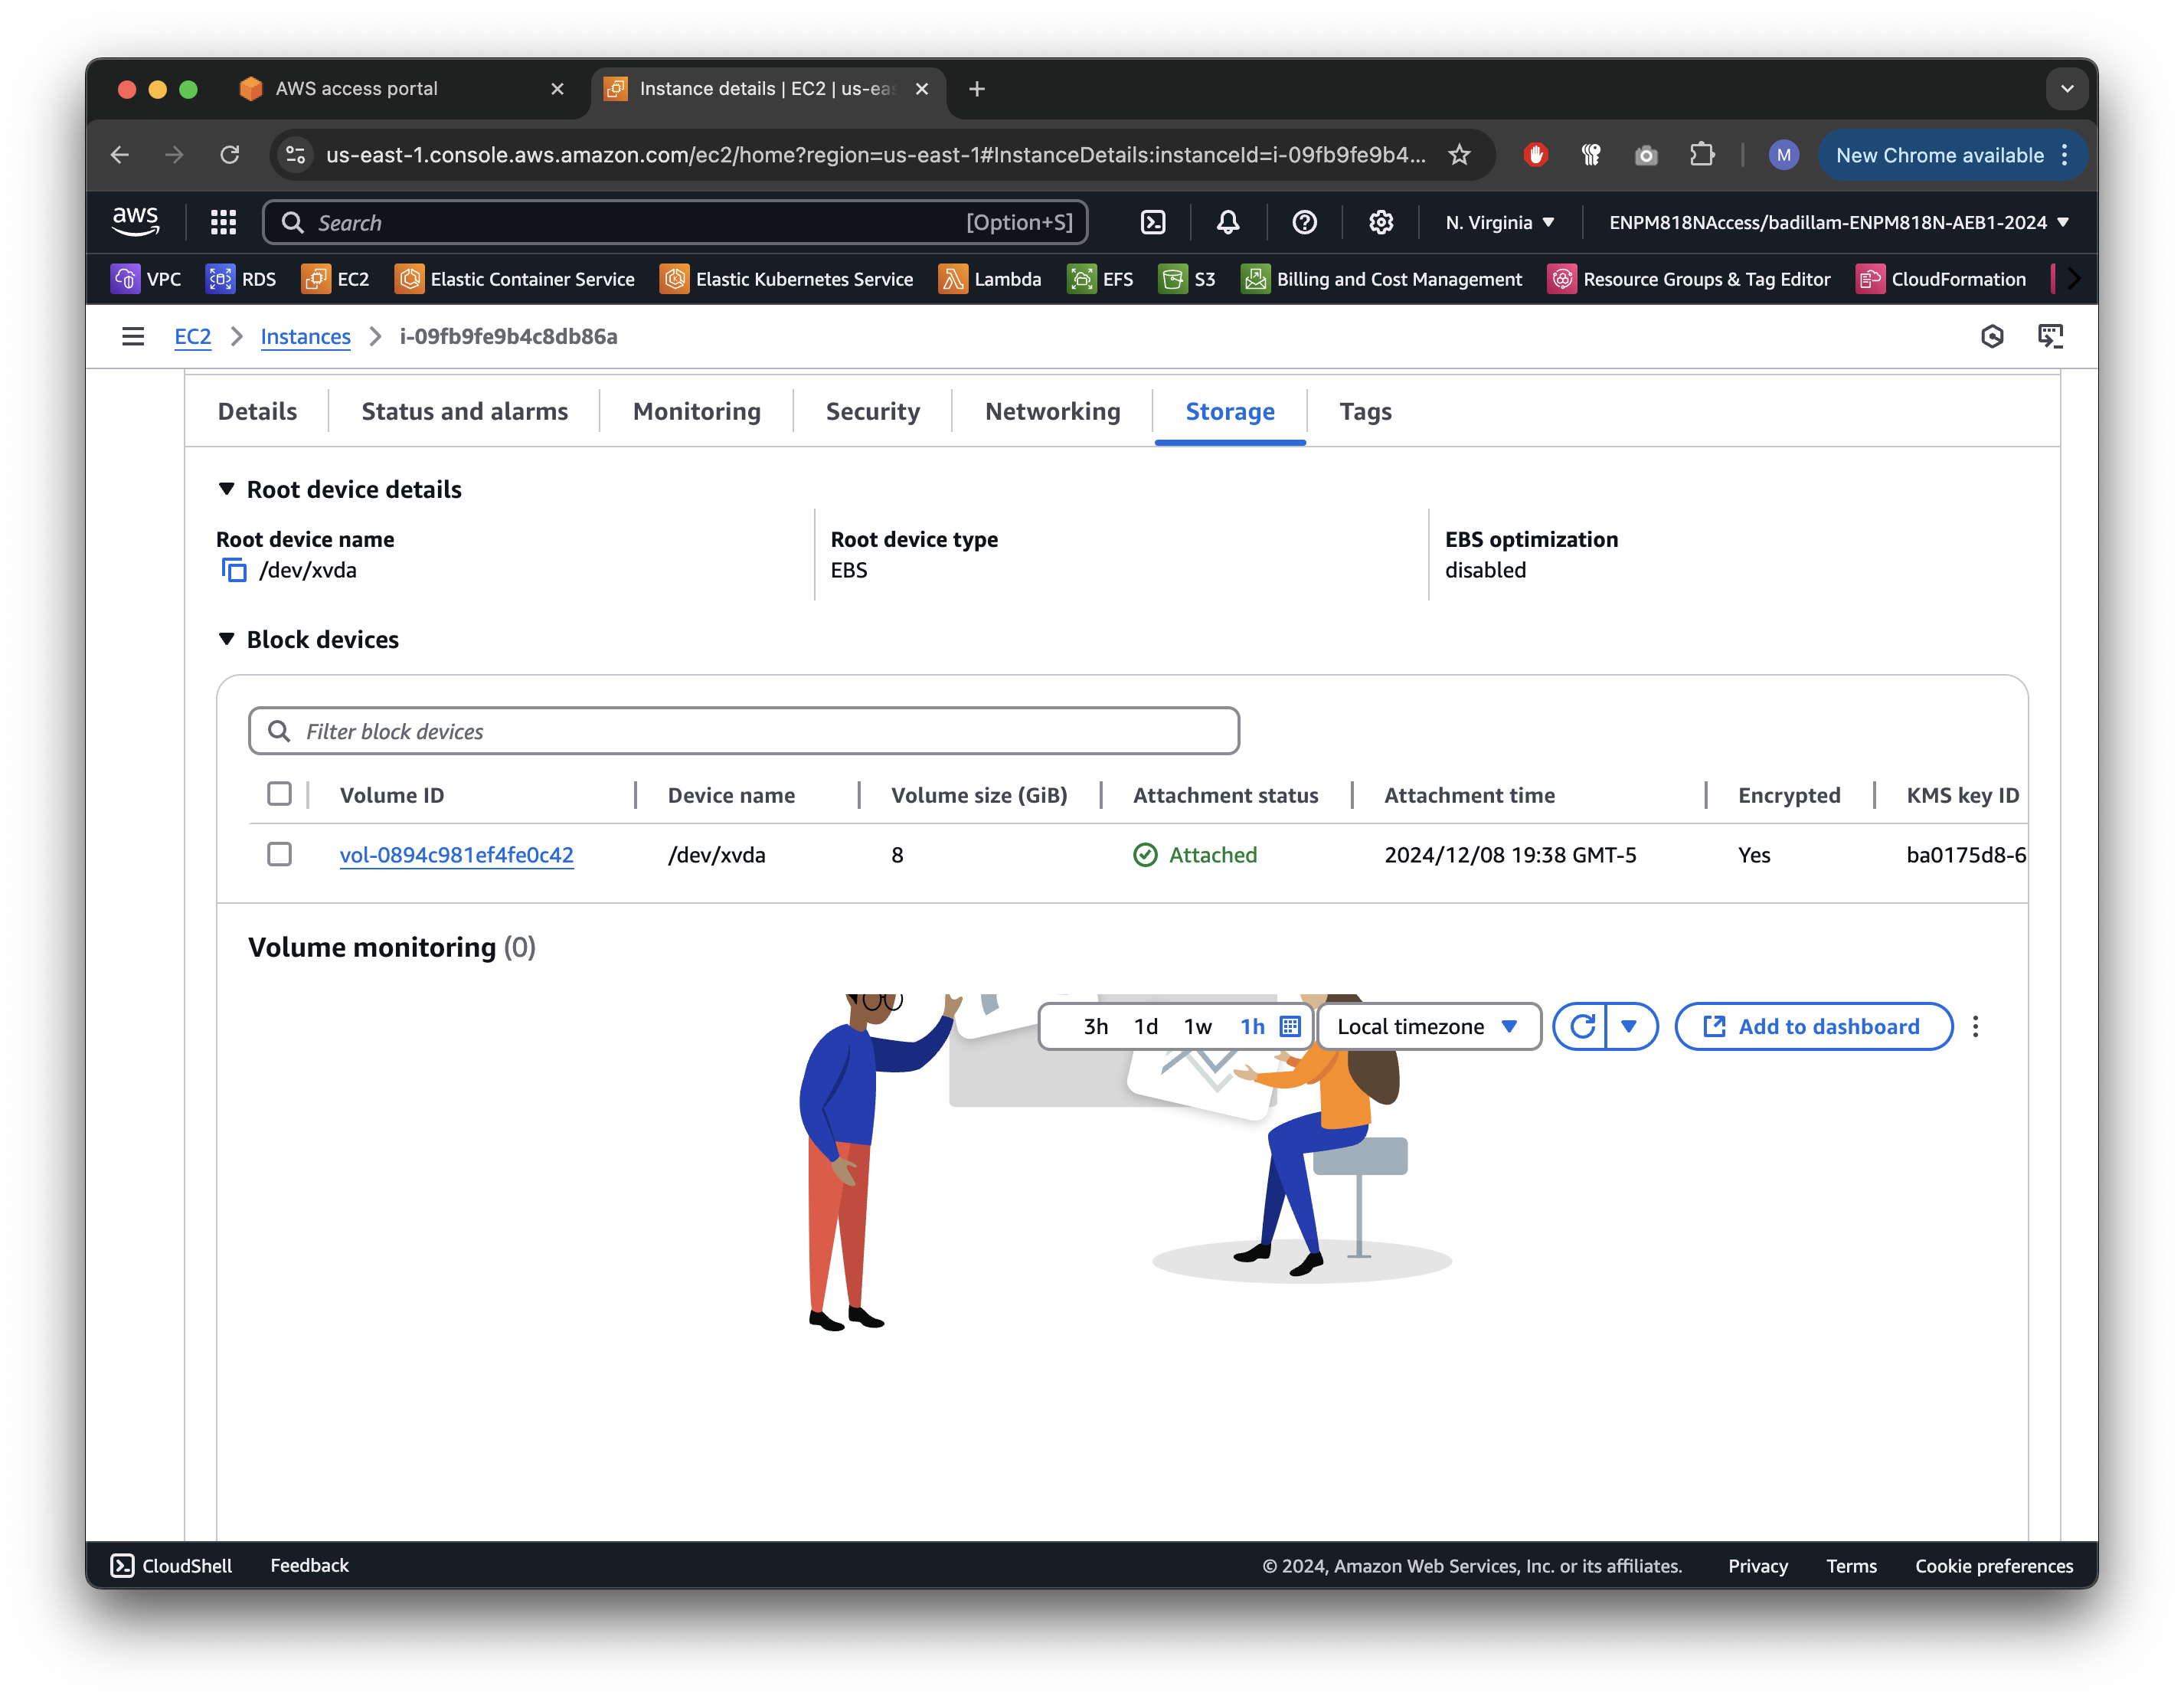 AWS access portal
Instance details | EC2 | us-eas
us-east-1.console.aws.amazon.com/ec2/home?region=us-east-1#InstanceDetails:instanceId=i-09fb9fe9b4...
M
New Chrome available
aws
Search
[Option+S]
N. Virginia
ENPM818NAccess/badillam-ENPM818N-AEB1-2024
VPC
RDS
EC2
Elastic Container Service
Elastic Kubernetes Service
Lambda
EFS
S3
Billing and Cost Management
Resource Groups & Tag Editor
CloudFormation
EC2
Instances
i-09fb9fe9b4c8db86a
Details
Status and alarms
Monitoring
Security
Networking
Storage
Tags
Root device details
Root device name
/dev/xvda
Root device type
EBS
EBS optimization
disabled
Block devices
Filter block devices
Volume ID
Device name
Volume size (GiB)
Attachment status
Attachment time
Encrypted
KMS key ID
vol-0894c981ef4fe0c42
/dev/xvda
8
Attached
2024/12/08 19:38 GMT-5
Yes
ba0175d8-6
Volume monitoring (0)
3h
1d
1w
1h
Local timezone
Add to dashboard
CloudShell
Feedback
© 2024, Amazon Web Services, Inc. or its affiliates.
Privacy
Terms
Cookie preferences